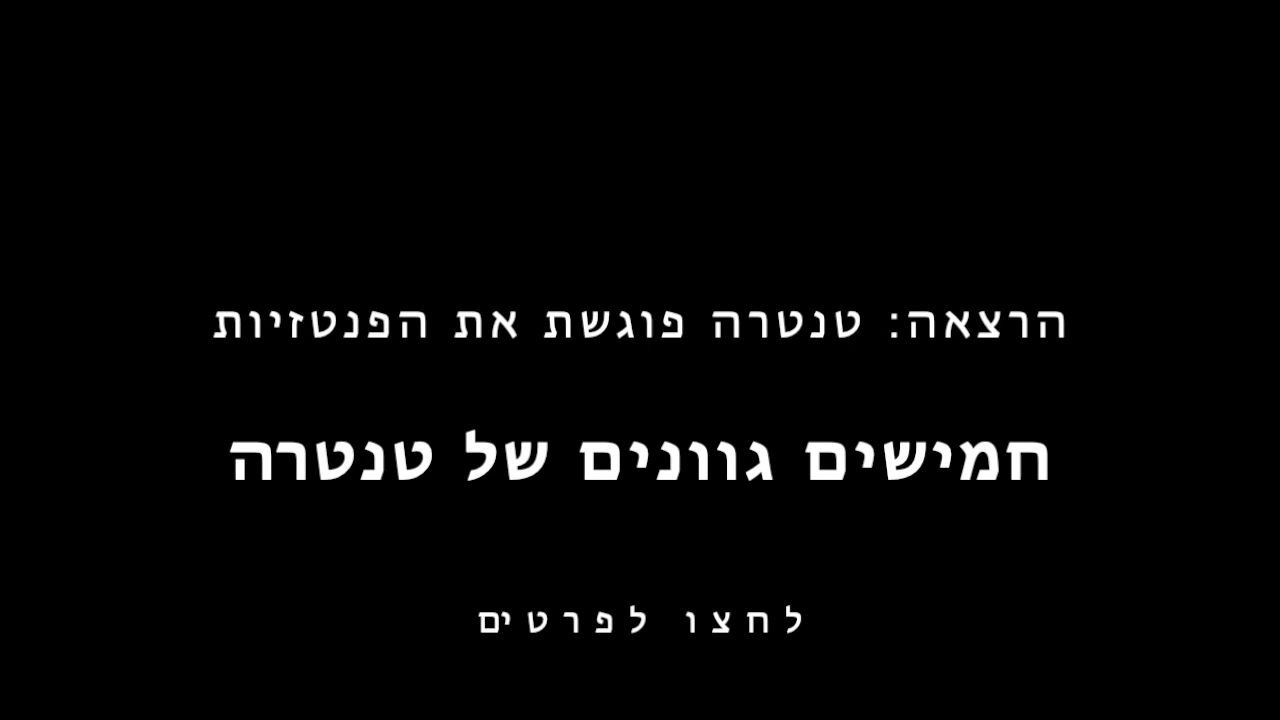 הרצאה: טנטרה פוגשת את הפנטזיות
חמישים גוונים של טנטרה
לחצו לפרטים